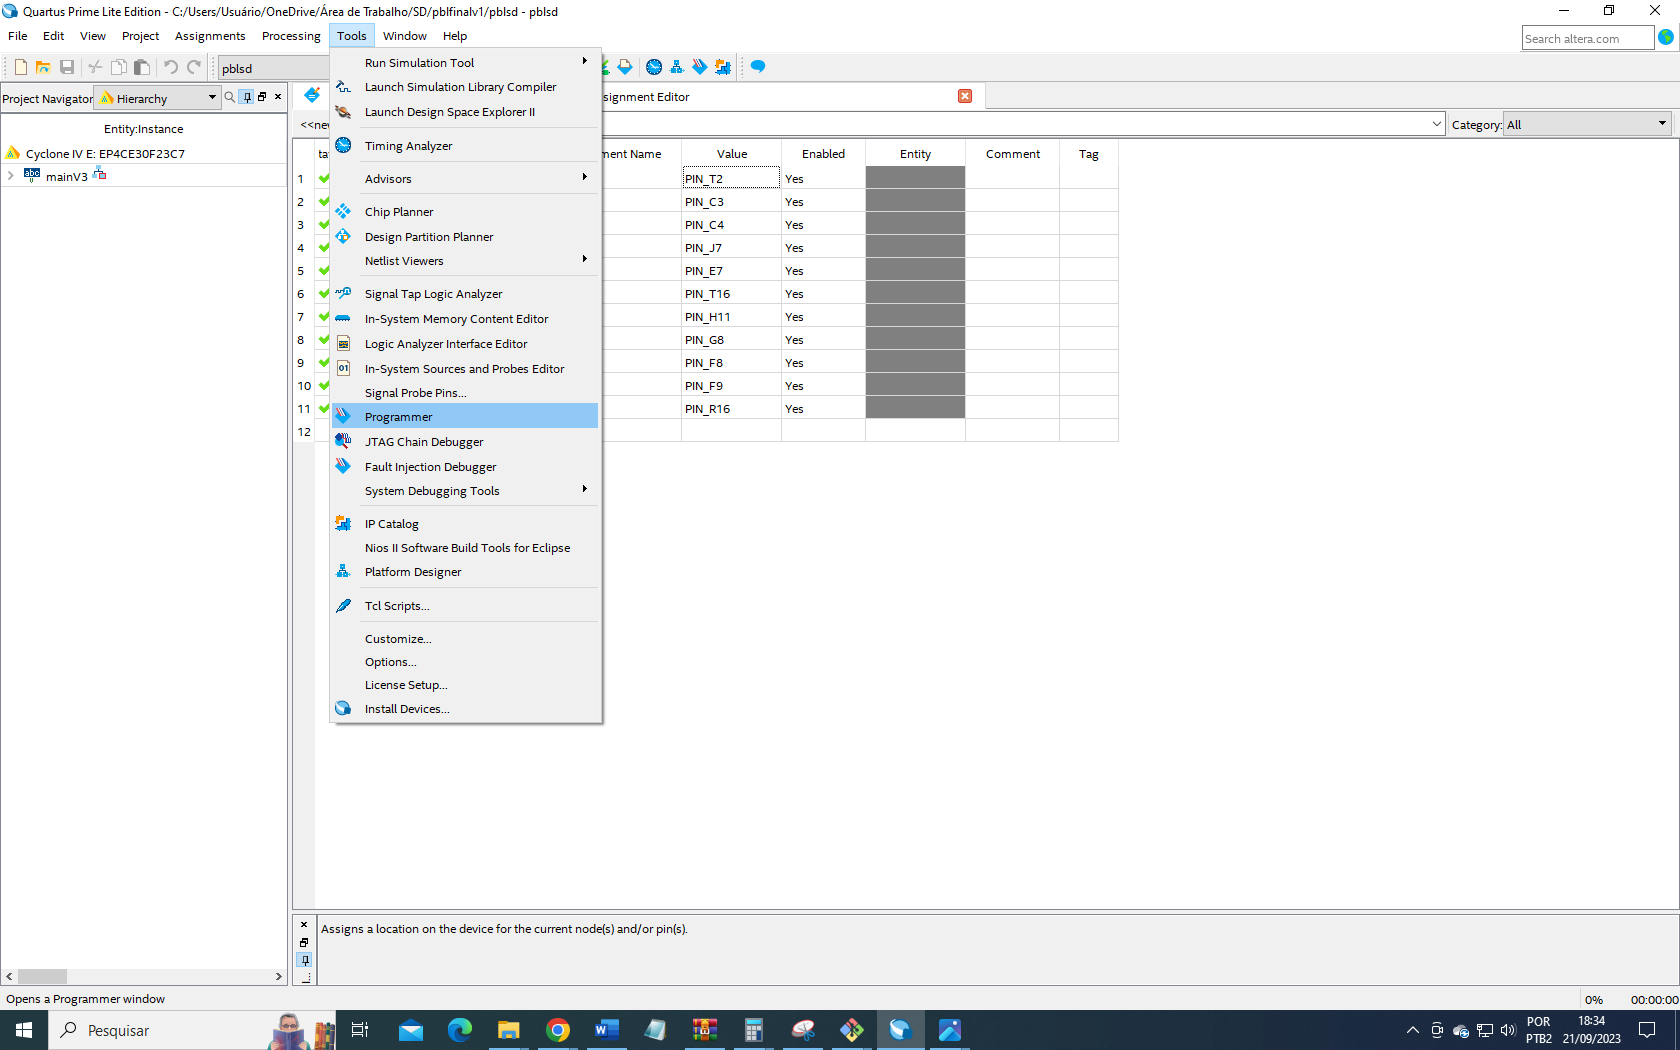 Quartus Prime Lite Edition - C:/Users/Usuário/OneDrive/Área de Trabalho/SD/pblfinalv1/pblsd - pblsd
File Edit View Project Assignments Processing Tools Window Help
Search altera.com
pblsd
Project Navigator Hierarchy
Entity:Instance
Cyclone IV E: EP4CE30F23C7
abc mainV3
Run Simulation Tool
Launch Simulation Library Compiler
Launch Design Space Explorer II
Timing Analyzer
Advisors
Chip Planner
Design Partition Planner
Netlist Viewers
Signal Tap Logic Analyzer
In-System Memory Content Editor
Logic Analyzer Interface Editor
01 In-System Sources and Probes Editor
Signal Probe Pins...
Programmer
JTAG Chain Debugger
Fault Injection Debugger
System Debugging Tools
IP Catalog
Nios II Software Build Tools for Eclipse
Platform Designer
Tcl Scripts...
Customize...
Options...
License Setup...
Install Devices...
signment Editor
<<nev
Category: All
ta ment Name Value Enabled Entity Comment Tag
1 PIN_T2 Yes
2 PIN_C3 Yes
3 PIN_C4 Yes
4 PIN_J7 Yes
5 PIN_E7 Yes
6 PIN_T16 Yes
7 PIN_H11 Yes
8 PIN_G8 Yes
9 PIN_F8 Yes
10 PIN_F9 Yes
11 PIN_R16 Yes
12
Assigns a location on the device for the current node(s) and/or pin(s).
Opens a Programmer window
0% 00:00:00
Pesquisar
POR
PTB2
18:34
21/09/2023